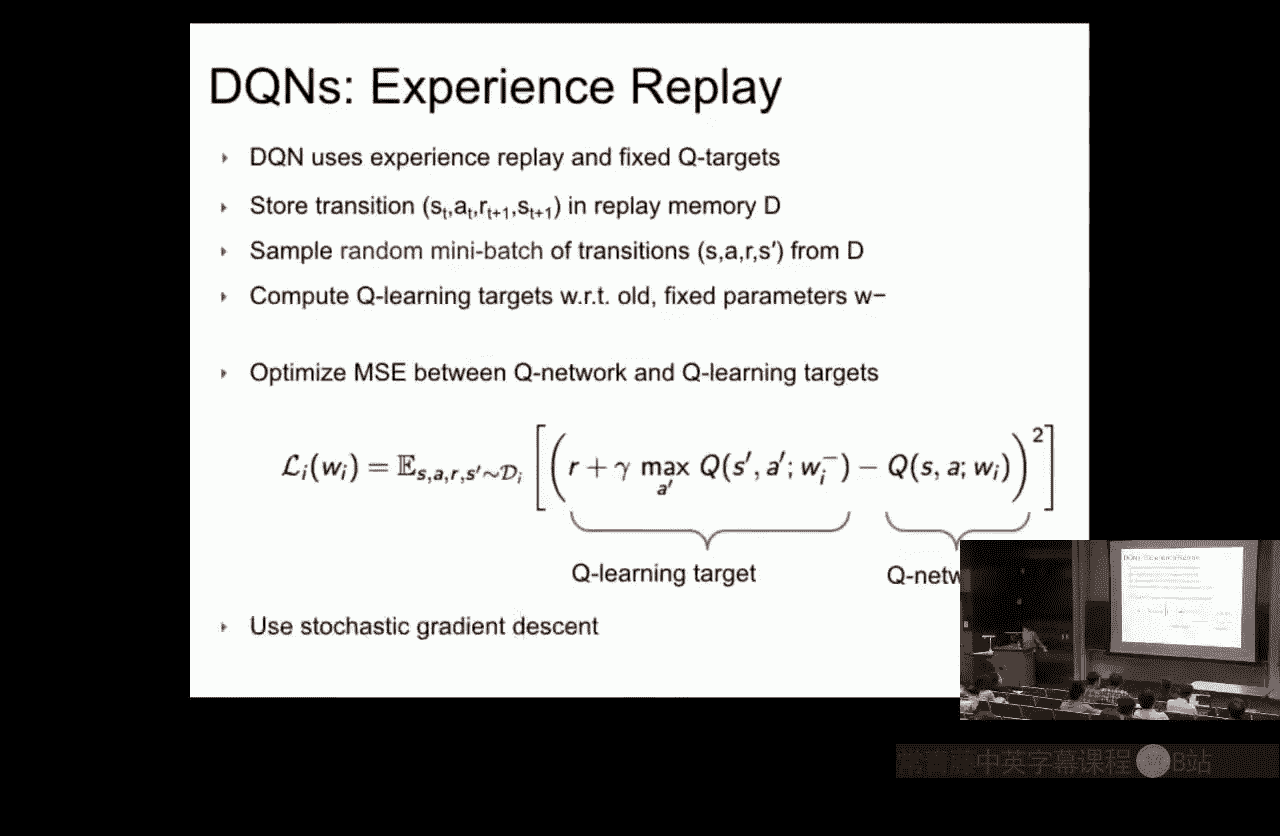 DQNs: Experience Replay
DQN uses experience replay and fixed Q-targets
Store transition (sₜ,aₜ,rₜ₊₁,sₜ₊₁) in replay memory D
Sample random mini-batch of transitions (s,a,r,s′) from D
Compute Q-learning targets w.r.t. old, fixed parameters w−
Optimize MSE between Q-network and Q-learning targets
ℒᵢ(wᵢ) = 𝔼_{s,a,r,s′∼𝒟ᵢ} [ ( r + γ max_{a′} Q(s′, a′; wᵢ⁻) − Q(s, a; wᵢ) )² ]
Q-learning target
Q-netw
Use stochastic gradient descent
中英字幕课程 B站